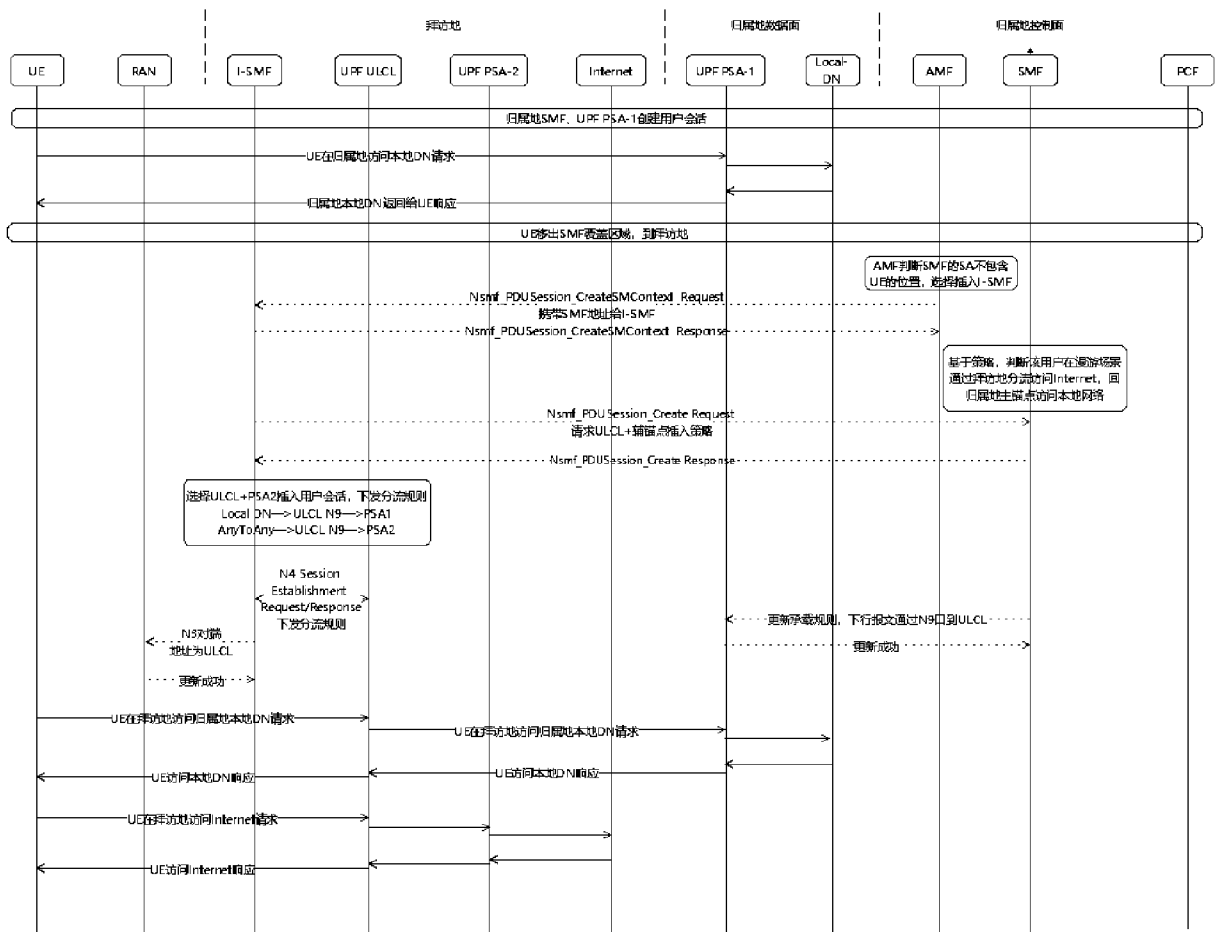 拜访地
归属地数据面
归属地控制面
UE
RAN
I-SMF
UPF ULCL
UPF PSA-2
Internet
UPF PSA-1
Local-
DN
AMF
SMF
PCF
归属地SMF、UPF PSA-1创建用户会话
UE在归属地访问本地DN请求
归属地本地DN返回给UE响应
UE移出SMF覆盖区域，到拜访地
AMF判断SMF的SA不包含
UE的位置，选择插入I-SMF
Nsmf_PDUSession_CreateSMContext Request
携带SMF地址给I-SMF
Nsmf_PDUSession_CreateSMContext Response
基于策略，判断该用户在漫游场景
通过拜访地分流访问Internet，回
归属地主锚点访问本地网络
Nsmf_PDUSession_Create Request
请求ULCL+辅锚点插入策略
Nsmf_PDUSession_Create Response
选择ULCL+PSA2插入用户会话，下发分流规则
Local DN—>ULCL N9—>PSA1
AnyToAny—>ULCL N9—>PSA2
N4 Session
Establishment
Request/Response
下发分流规则
更新承载规则，下行报文通过N9口到ULCL
N3对端
地址为ULCL
更新成功
更新成功
UE在拜访地访问归属地本地DN请求
UE在拜访地访问归属地本地DN请求
UE访问本地DN响应
UE访问本地DN响应
UE在拜访地访问Internet请求
UE访问Internet响应